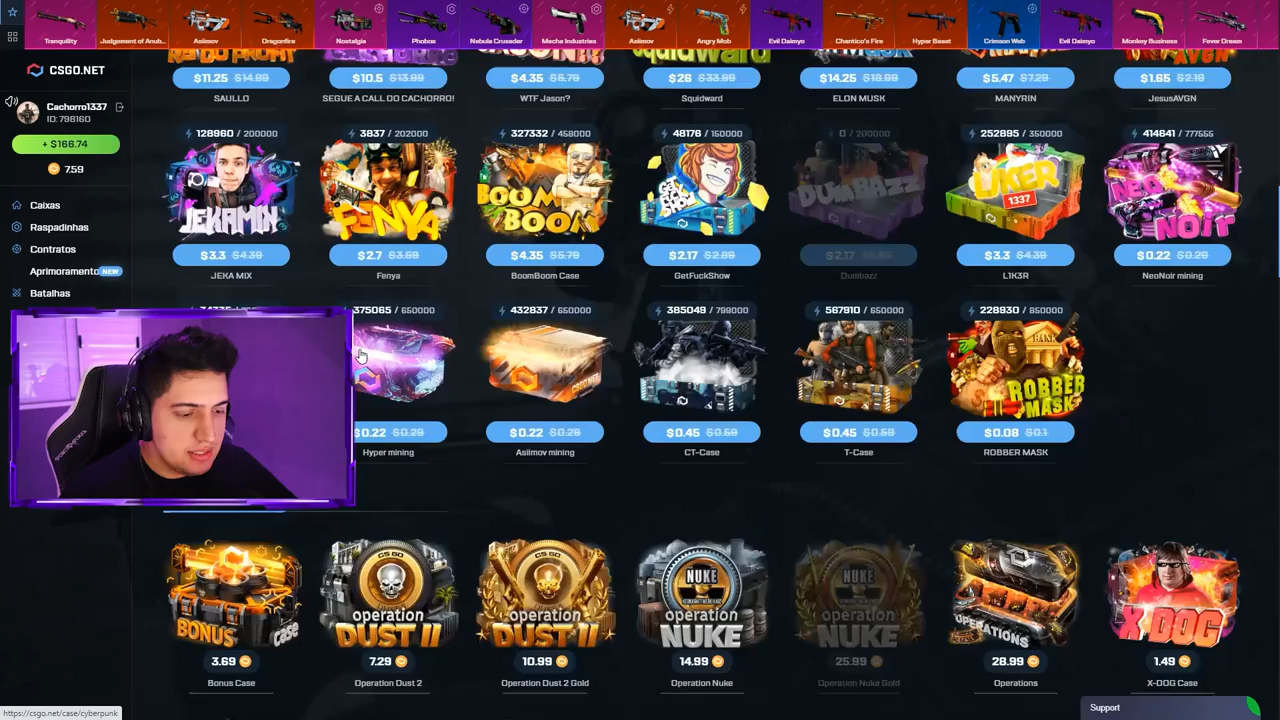 Tranquility Judgement of Anub... Asiimov Dragonfire Nostalgia Phobos Nebula Crusader Mecha Industries Asiimov Angry Mob Evil Daimyo Chantico's Fire Hyper Beast Crimson Web Evil Daimyo Monkey Business Fever Dream
CSGO.NET
Cachorro1337
ID: 798160
+ $166.74
7.59
Caixas
Raspadinhas
Contratos
Aprimoramento NEW
Batalhas
$11.25 $14.99 $10.5 $13.99 $4.35 $5.79 $26 $33.99 $14.25 $18.99 $5.47 $7.29 $1.65 $2.19
SAULLO SEGUE A CALL DO CACHORRO! WTF Jason? Squidward ELON MUSK MANYRIN JesusAVGN
128960 / 200000 3837 / 202000 327332 / 458000 48176 / 150000 0 / 200000 252895 / 350000 414841 / 777555
JEKAMIX FENYA BOOM BOOM DUMBAZZ LIKER 1337 NEO NOIR
$3.3 $4.39 $2.7 $3.59 $4.35 $5.79 $2.17 $2.89 $2.17 $3.3 $4.39 $0.22 $0.29
JEKA MIX Fenya BoomBoom Case GetFuckShow Dumbazz L1K3R NeoNoir mining
375065 / 650000 432837 / 650000 385049 / 799000 567910 / 650000 228930 / 850000
BANK
ROBBER MASK
$0.22 $0.29 $0.22 $0.29 $0.45 $0.59 $0.45 $0.59 $0.08 $0.1
Hyper mining Asiimov mining CT-Case T-Case ROBBER MASK
BONUS case
CS GO operation DUST II
CS GO operation DUST II
NUKE operation NUKE
NUKE operation NUKE
OPERATIONS
X-DOG
3.69 7.29 10.99 14.99 25.99 28.99 1.49
Bonus Case Operation Dust 2 Operation Dust 2 Gold Operation Nuke Operation Nuke Gold Operations X-DOG Case
Support
https://csgo.net/case/cyberpunk